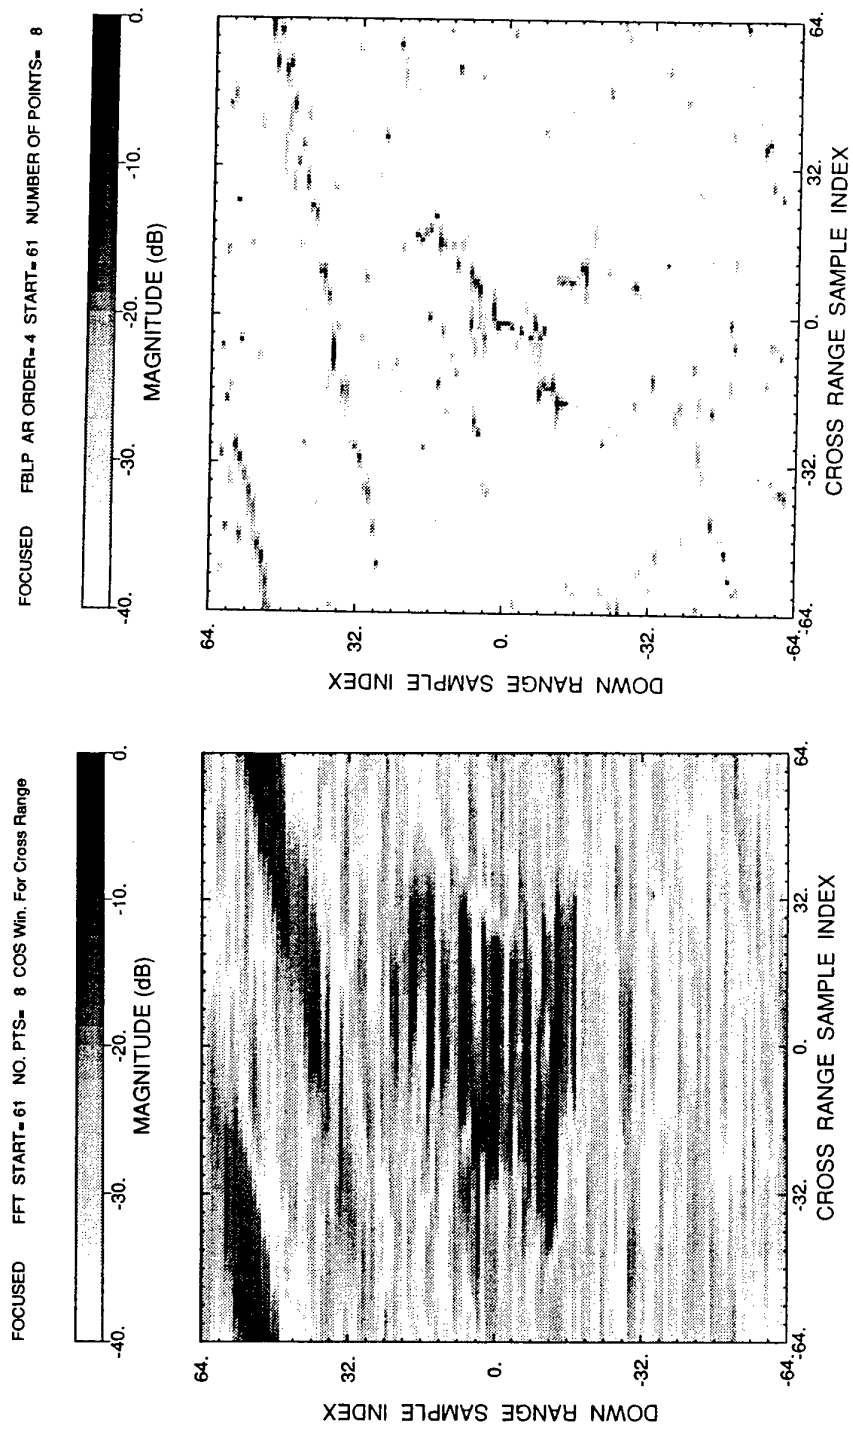 FOCUSED FFT START= 61 NO. PTS= 8 COS Win. For Cross Range
-40. -30. -20. -10. 0.
MAGNITUDE (dB)
64.
32.
0.
-32.
-64.
DOWN RANGE SAMPLE INDEX
-64. -32. 0. 32. 64.
CROSS RANGE SAMPLE INDEX
FOCUSED FBLP AR ORDER= 4 START= 61 NUMBER OF POINTS= 8
-40. -30. -20. -10. 0.
MAGNITUDE (dB)
64.
32.
0.
-32.
-64.
DOWN RANGE SAMPLE INDEX
-64. -32. 0. 32. 64.
CROSS RANGE SAMPLE INDEX